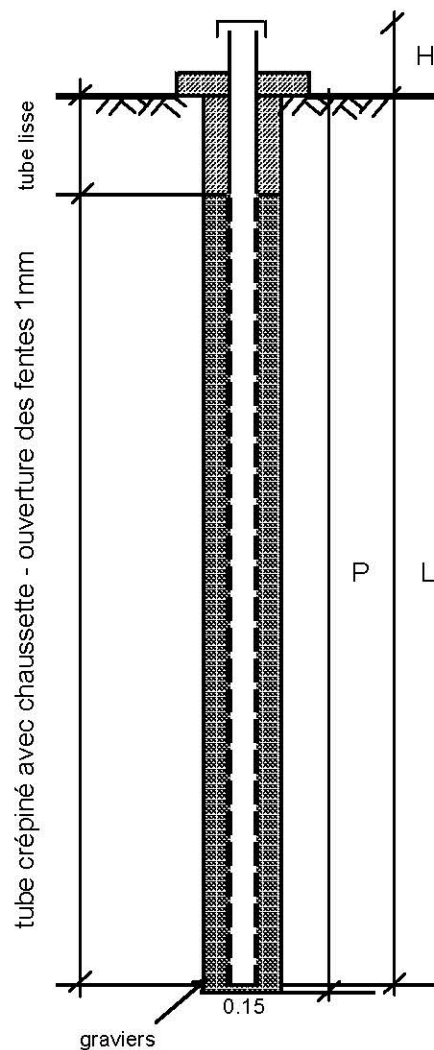 H
tube lisse
tube crépiné avec chaussette - ouverture des fentes 1mm
P
L
0.15
graviers